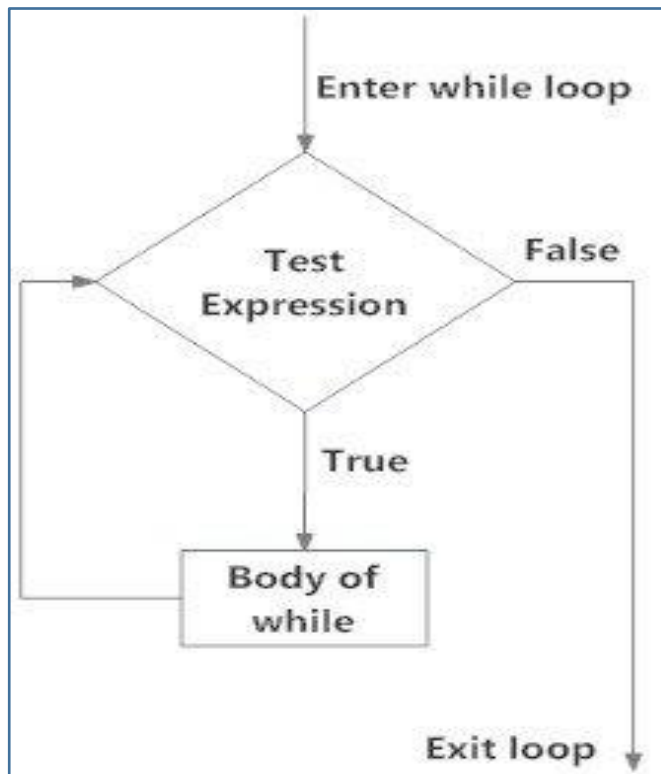 Enter while loop
Test
Expression
False
True
Body of
while
Exit loop